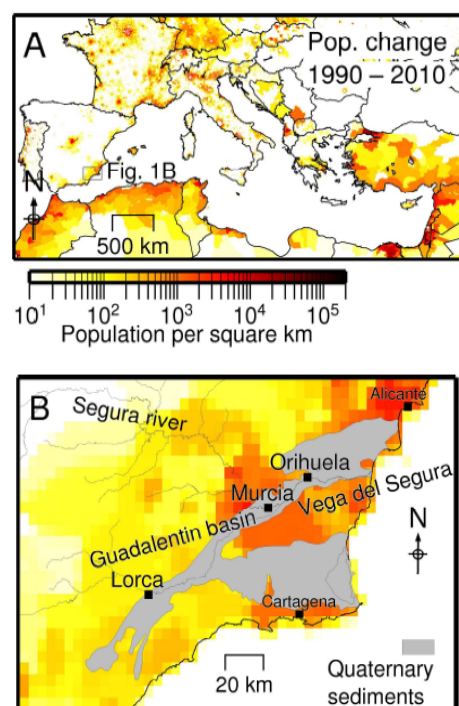 A
Pop. change
1990 – 2010
Fig. 1B
N
500 km
10¹ 10² 10³ 10⁴ 10⁵
Population per square km
B
Alicante
Segura river
Orihuela
Murcia
Vega del Segura
Guadalentin basin
N
Lorca
Cartagena
20 km
Quaternary
sediments